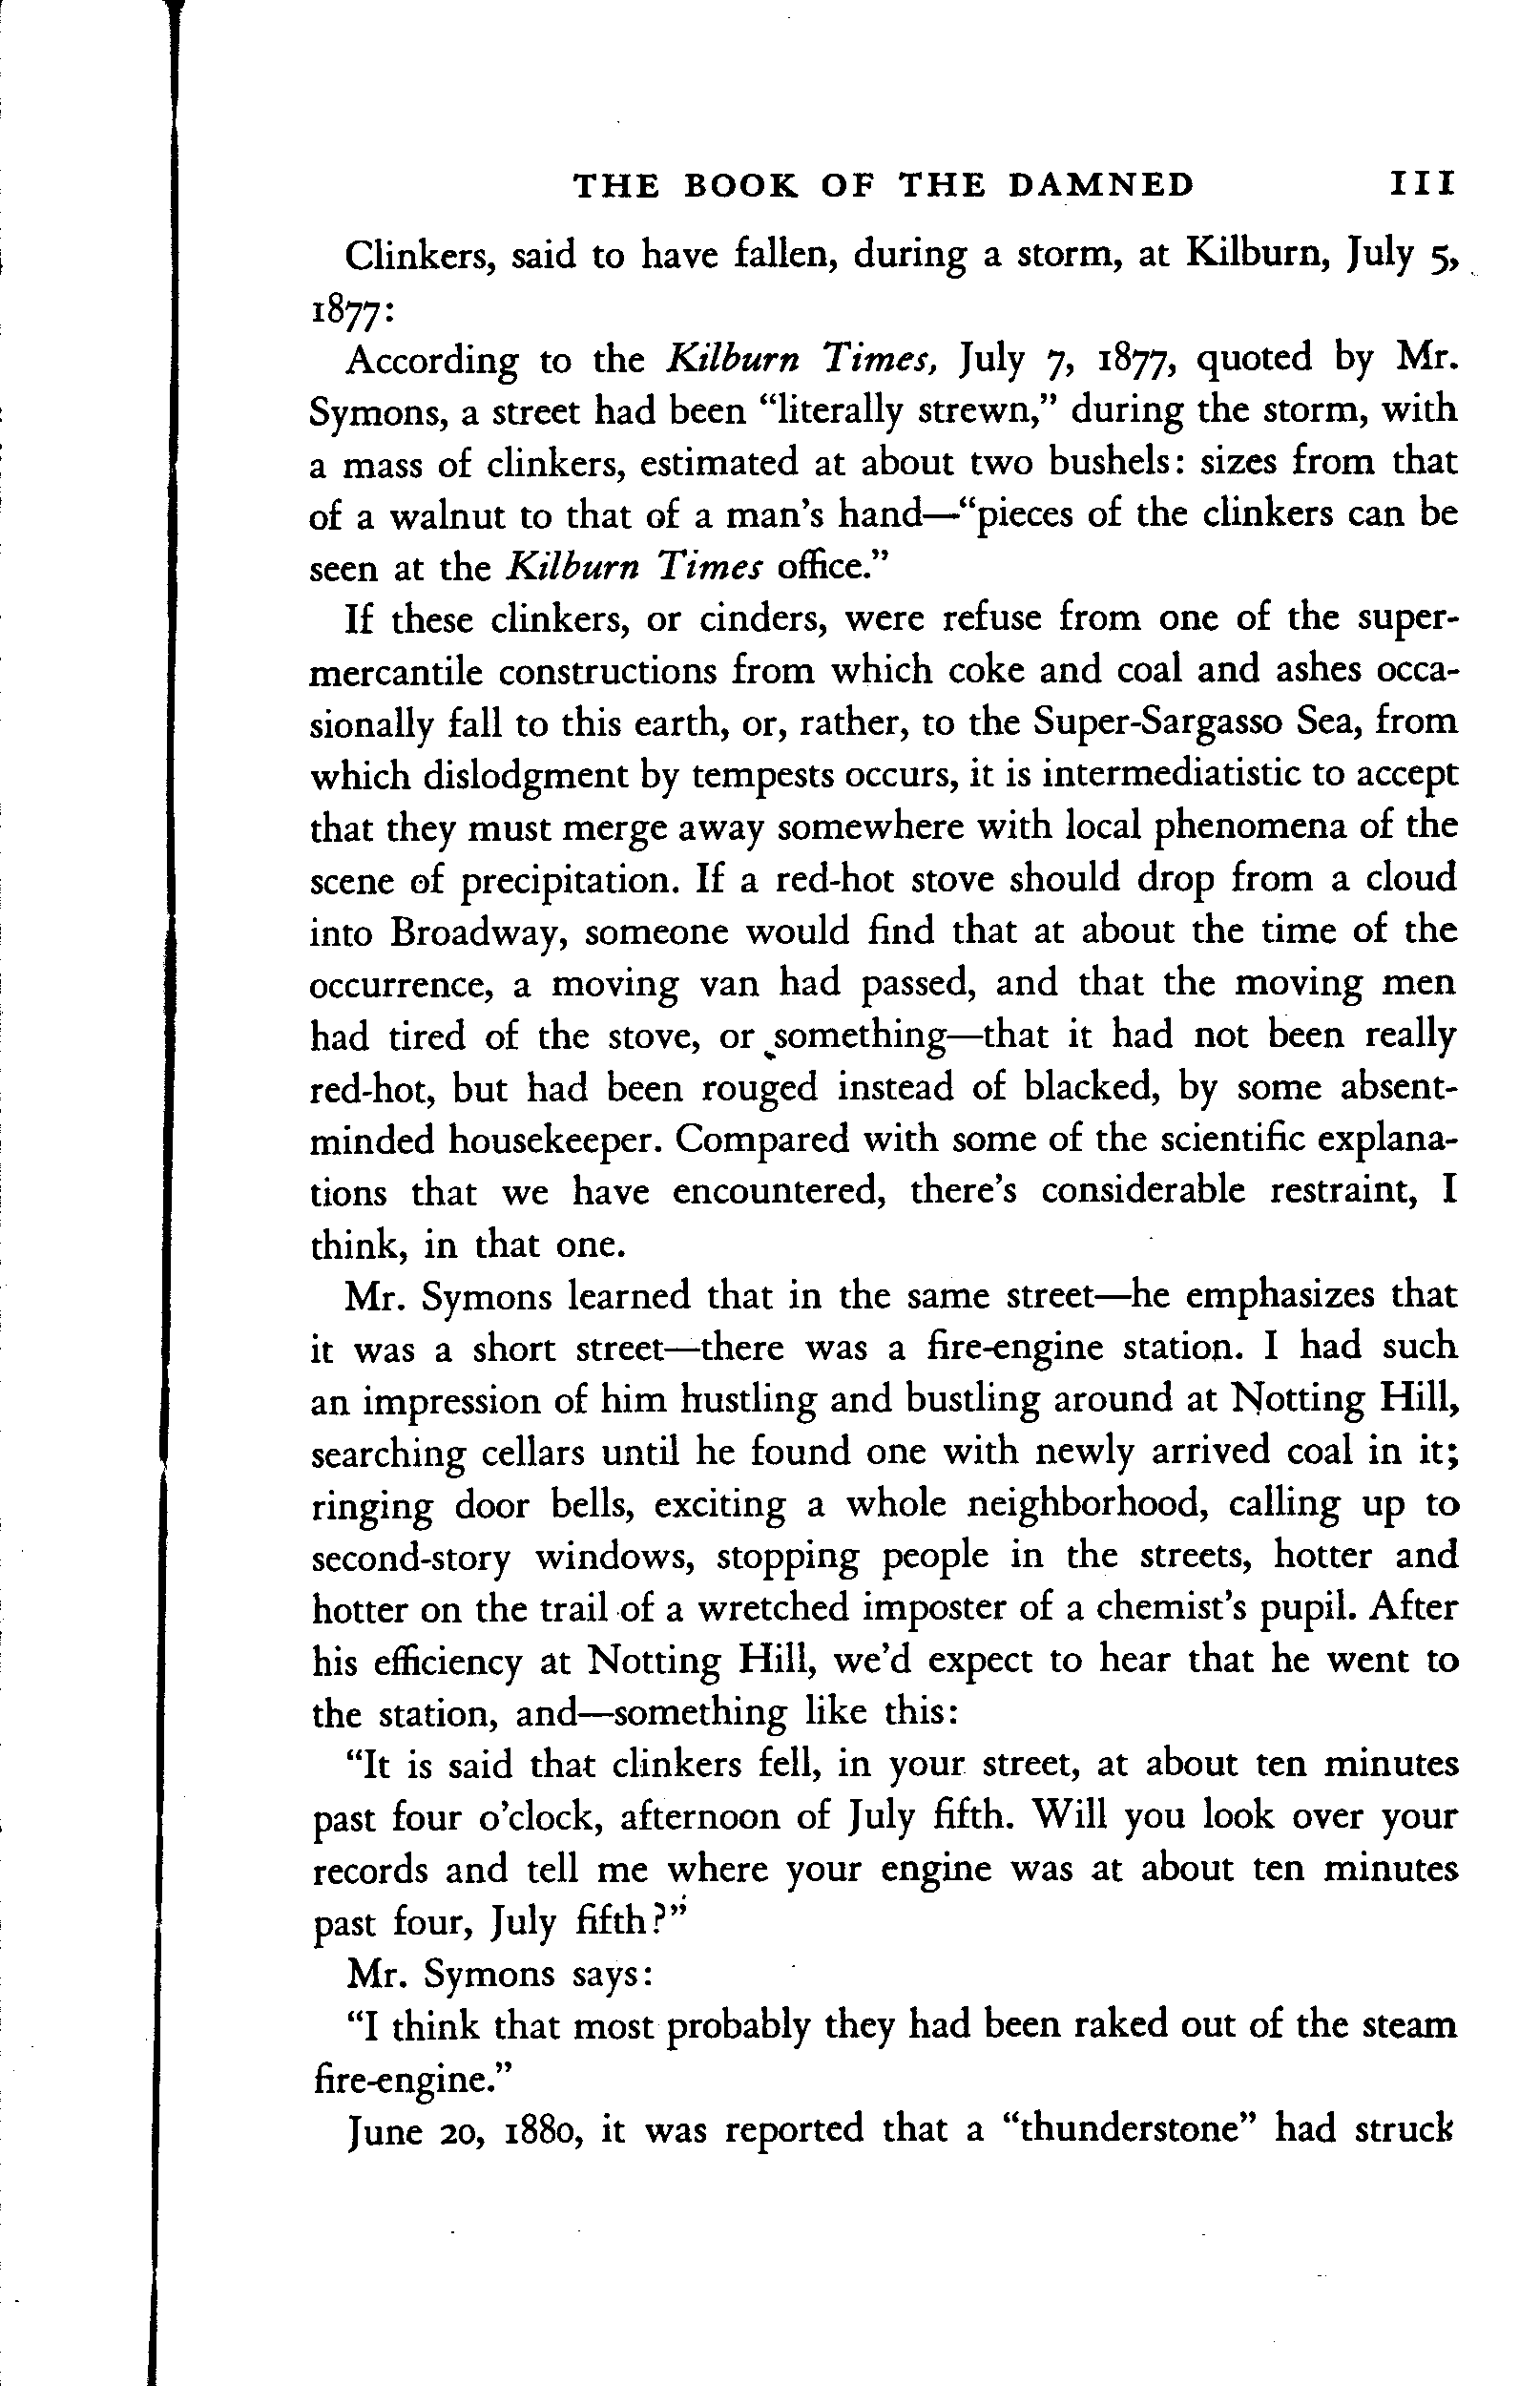 THE BOOK OF THE DAMNED 111
Clinkers, said to have fallen, during a storm, at Kilburn, July 5,
1877:
According to the Kilburn Times, July 7, 1877, quoted by Mr.
Symons, a street had been “literally strewn,” during the storm, with
a mass of clinkers, estimated at about two bushels: sizes from that
of a walnut to that of a man's hand—“pieces of the clinkers can be
seen at the Kilburn Times office.”
If these clinkers, or cinders, were refuse from one of the super-
mercantile constructions from which coke and coal and ashes occa-
sionally fall to this earth, or, rather, to the Super-Sargasso Sea, from
which dislodgment by tempests occurs, it is intermediatistic to accept
that they must merge away somewhere with local phenomena of the
scene of precipitation. If a red-hot stove should drop from a cloud
into Broadway, someone would find that at about the time of the
occurrence, a moving van had passed, and that the moving men
had tired of the stove, or something—that it had not been really
red-hot, but had been rouged instead of blacked, by some absent-
minded housekeeper. Compared with some of the scientific explana-
tions that we have encountered, there's considerable restraint, I
think, in that one.
Mr. Symons learned that in the same street—he emphasizes that
it was a short street—there was a fire-engine station. I had such
an impression of him hustling and bustling around at Notting Hill,
searching cellars until he found one with newly arrived coal in it;
ringing door bells, exciting a whole neighborhood, calling up to
second-story windows, stopping people in the streets, hotter and
hotter on the trail of a wretched imposter of a chemist's pupil. After
his efficiency at Notting Hill, we'd expect to hear that he went to
the station, and—something like this:
“It is said that clinkers fell, in your street, at about ten minutes
past four o'clock, afternoon of July fifth. Will you look over your
records and tell me where your engine was at about ten minutes
past four, July fifth?”
Mr. Symons says:
“I think that most probably they had been raked out of the steam
fire-engine.”
June 20, 1880, it was reported that a “thunderstone” had struck